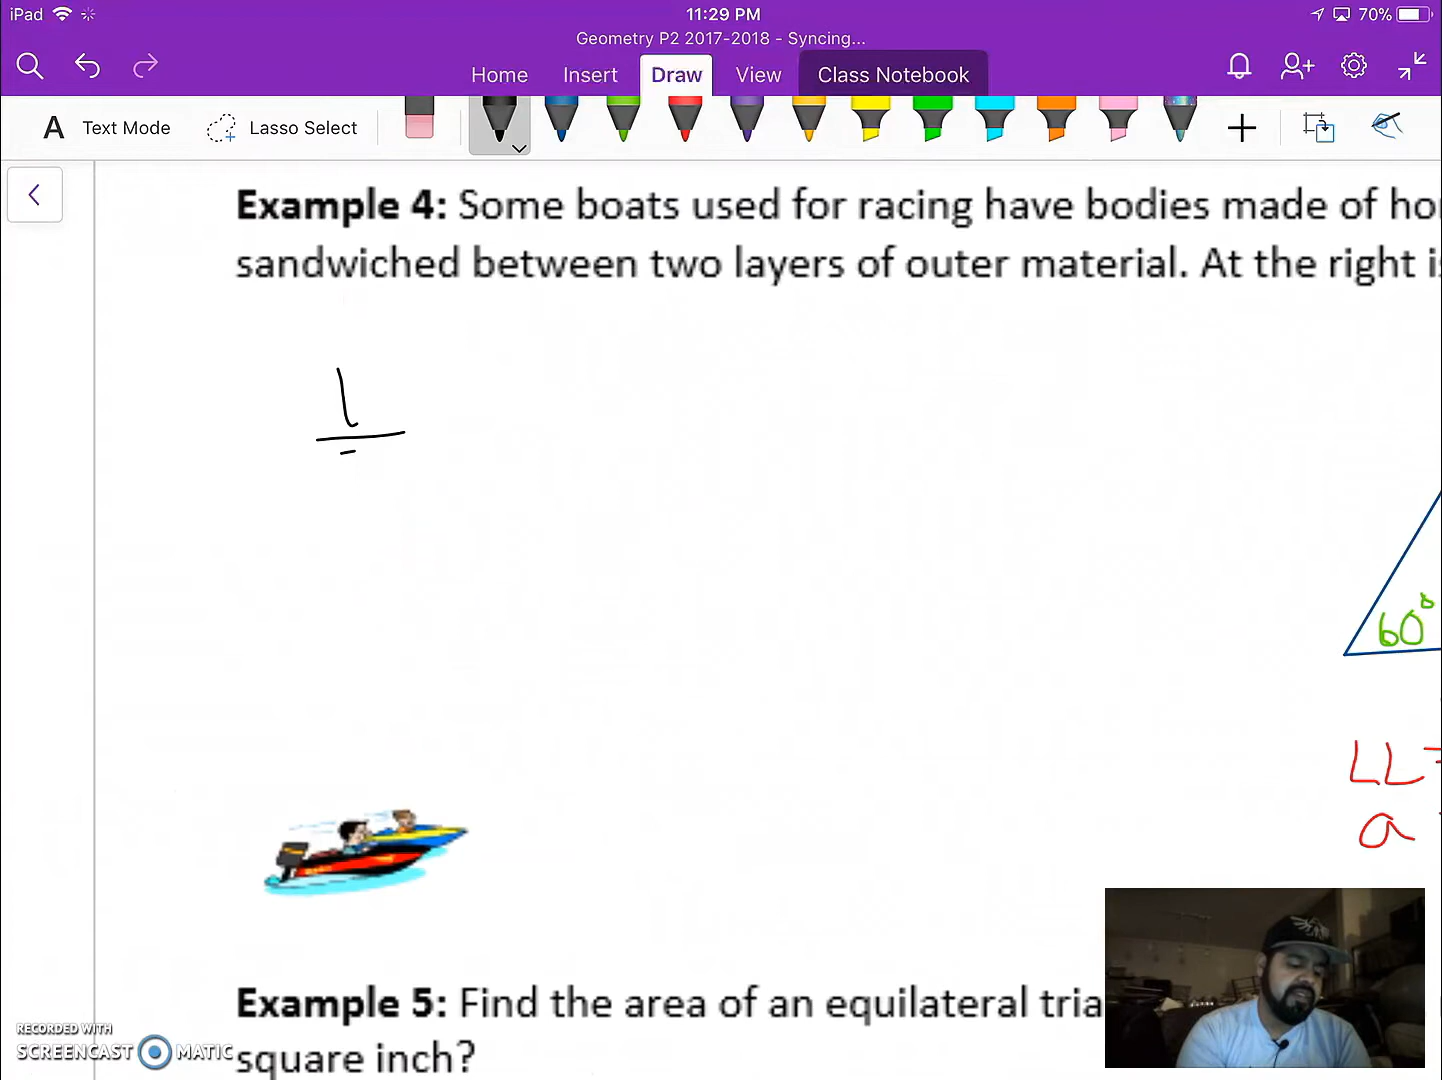 iPad
11:29 PM
70%
Geometry P2 2017-2018 - Syncing...
Home
Insert
Draw
View
Class Notebook
A
Text Mode
Lasso Select
Example 4: Some boats used for racing have bodies made of ho
sandwiched between two layers of outer material. At the right is
1
60°
LL=
a
Example 5: Find the area of an equilateral tria
square inch?
RECORDED WITH
SCREENCAST MATIC